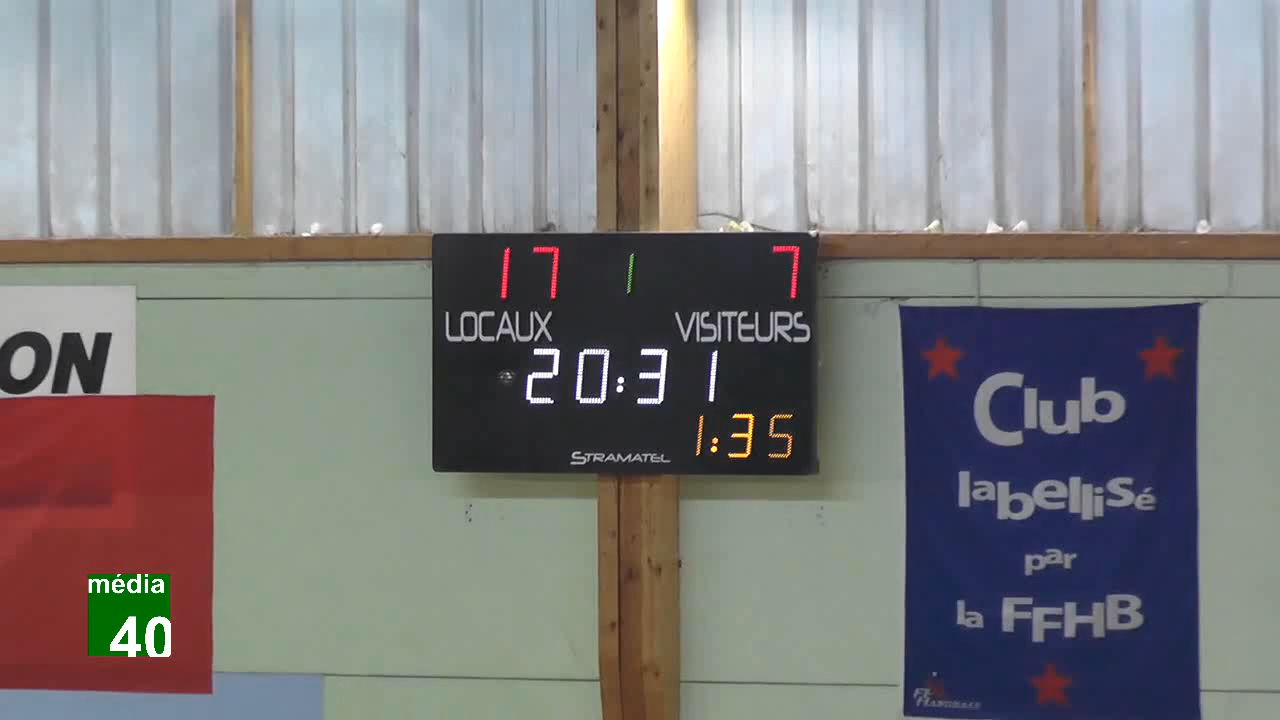 17 1 7
LOCAUX VISITEURS
20:31
1:35
STRAMATEL
ON
Club
labellisé
par
la FFHB
média
40